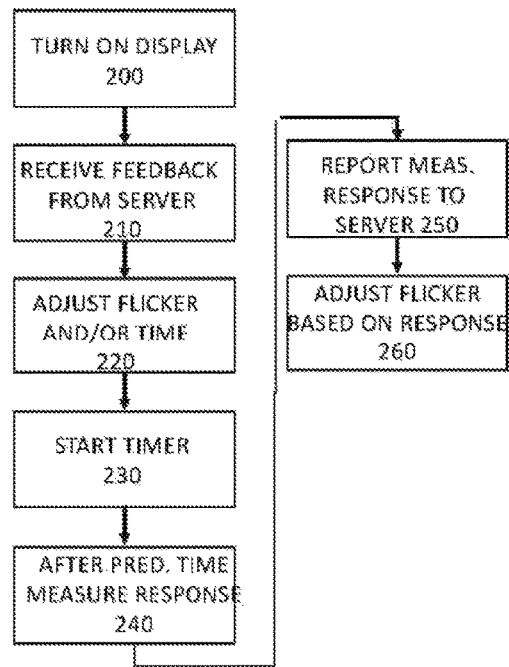 TURN ON DISPLAY
200
RECEIVE FEEDBACK
FROM SERVER
210
ADJUST FLICKER
AND/OR TIME
220
START TIMER
230
AFTER PRED. TIME
MEASURE RESPONSE
240
REPORT MEAS.
RESPONSE TO
SERVER 250
ADJUST FLICKER
BASED ON RESPONSE
260